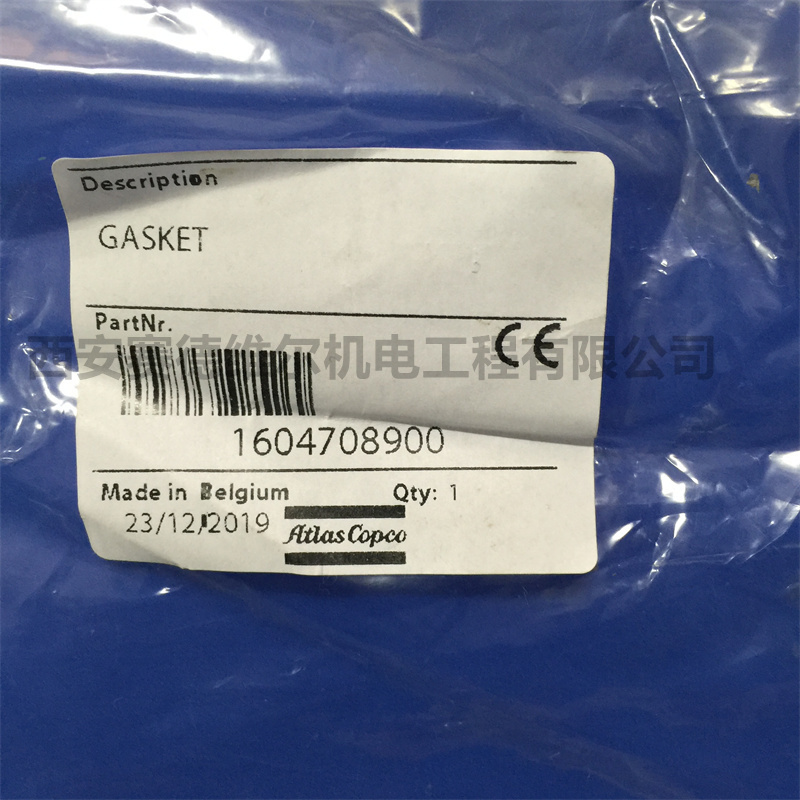 Description
GASKET
PartNr.
CE
西安赛德维尔机电工程有限公司
1604708900
Made in Belgium Qty: 1
23/12/2019 Atlas Copco